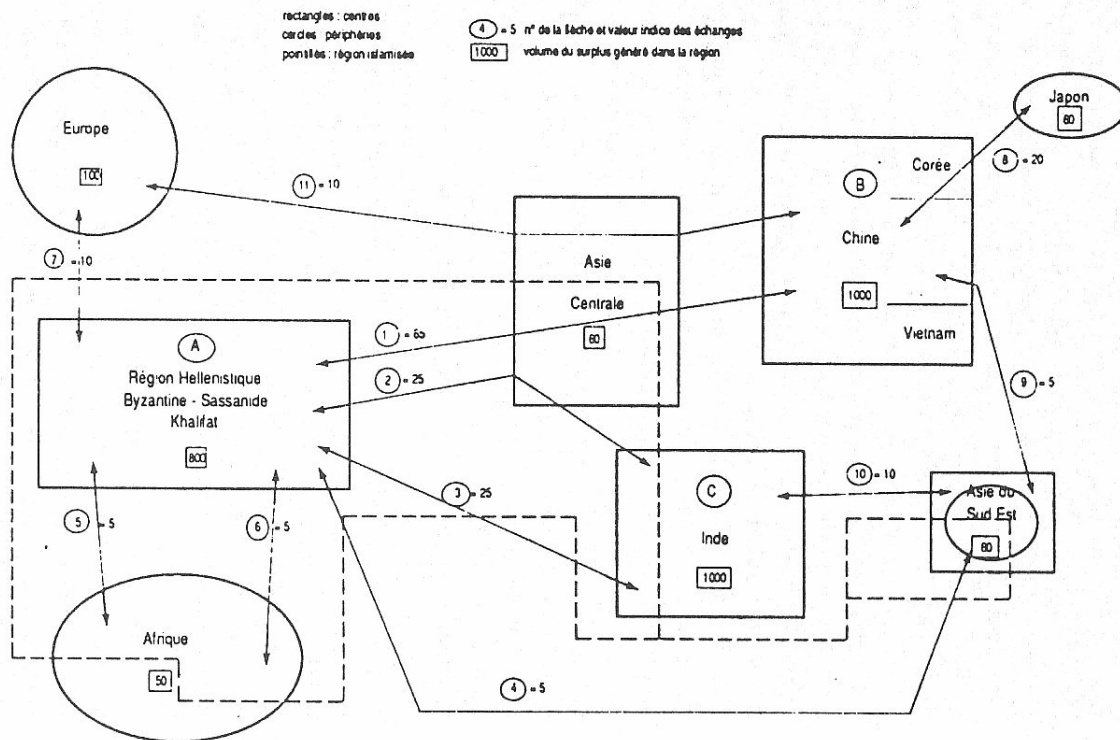 rectangles : centres
cercles : périphéries
pointillés : région islamisée
4 = 5 n° de la flèche et valeur indice des échanges
1000 volume du surplus généré dans la région
Japon
60
Europe
100
11 = 10
8 = 20
Corée
B
Chine
1000
Vietnam
7 = 10
Asie
Centrale
60
1 = 65
2 = 25
A
Région Hellenistique
Byzantine - Sassanide
Khalifat
800
9 = 5
3 = 25
C
Inde
1000
10 = 10
Asie du
Sud Est
60
5 = 5
6 = 5
Afrique
50
4 = 5